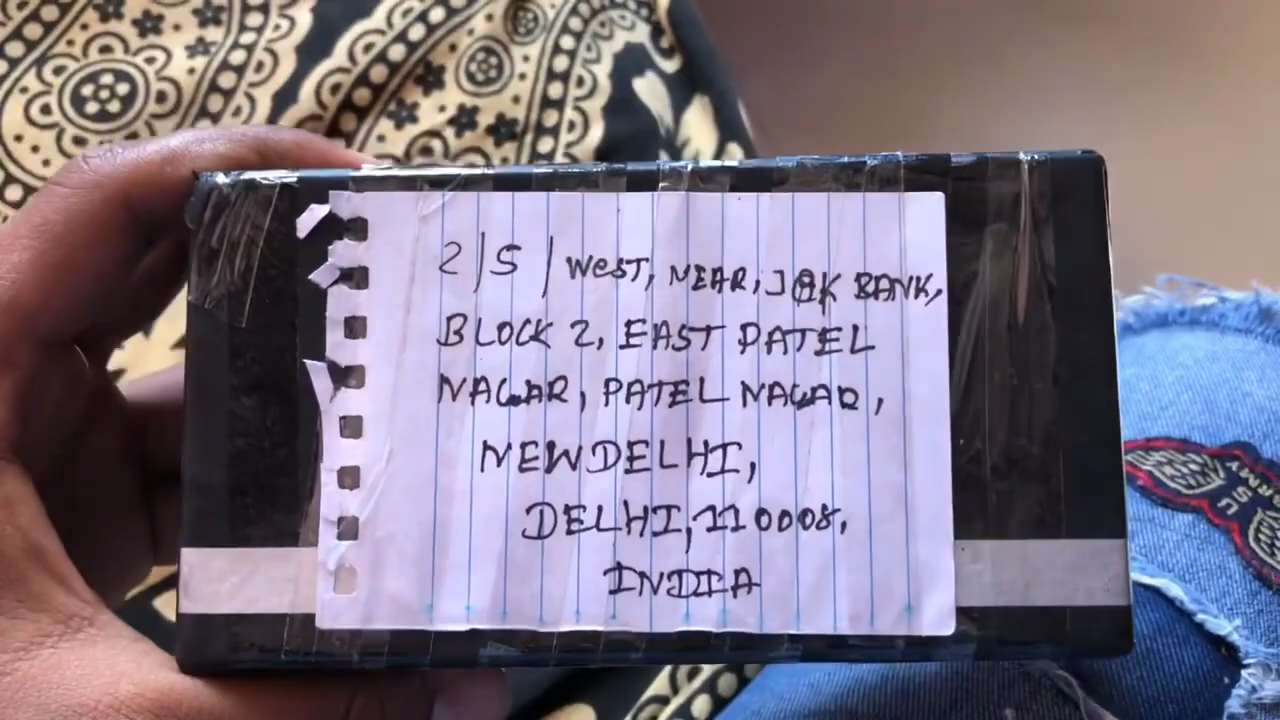 2/5/West, NEAR, J&K BANK,
BLOCK 2, EAST PATEL
NAGAR, PATEL NAGAR,
NEWDELHI,
DELHI, 110008,
INDIA